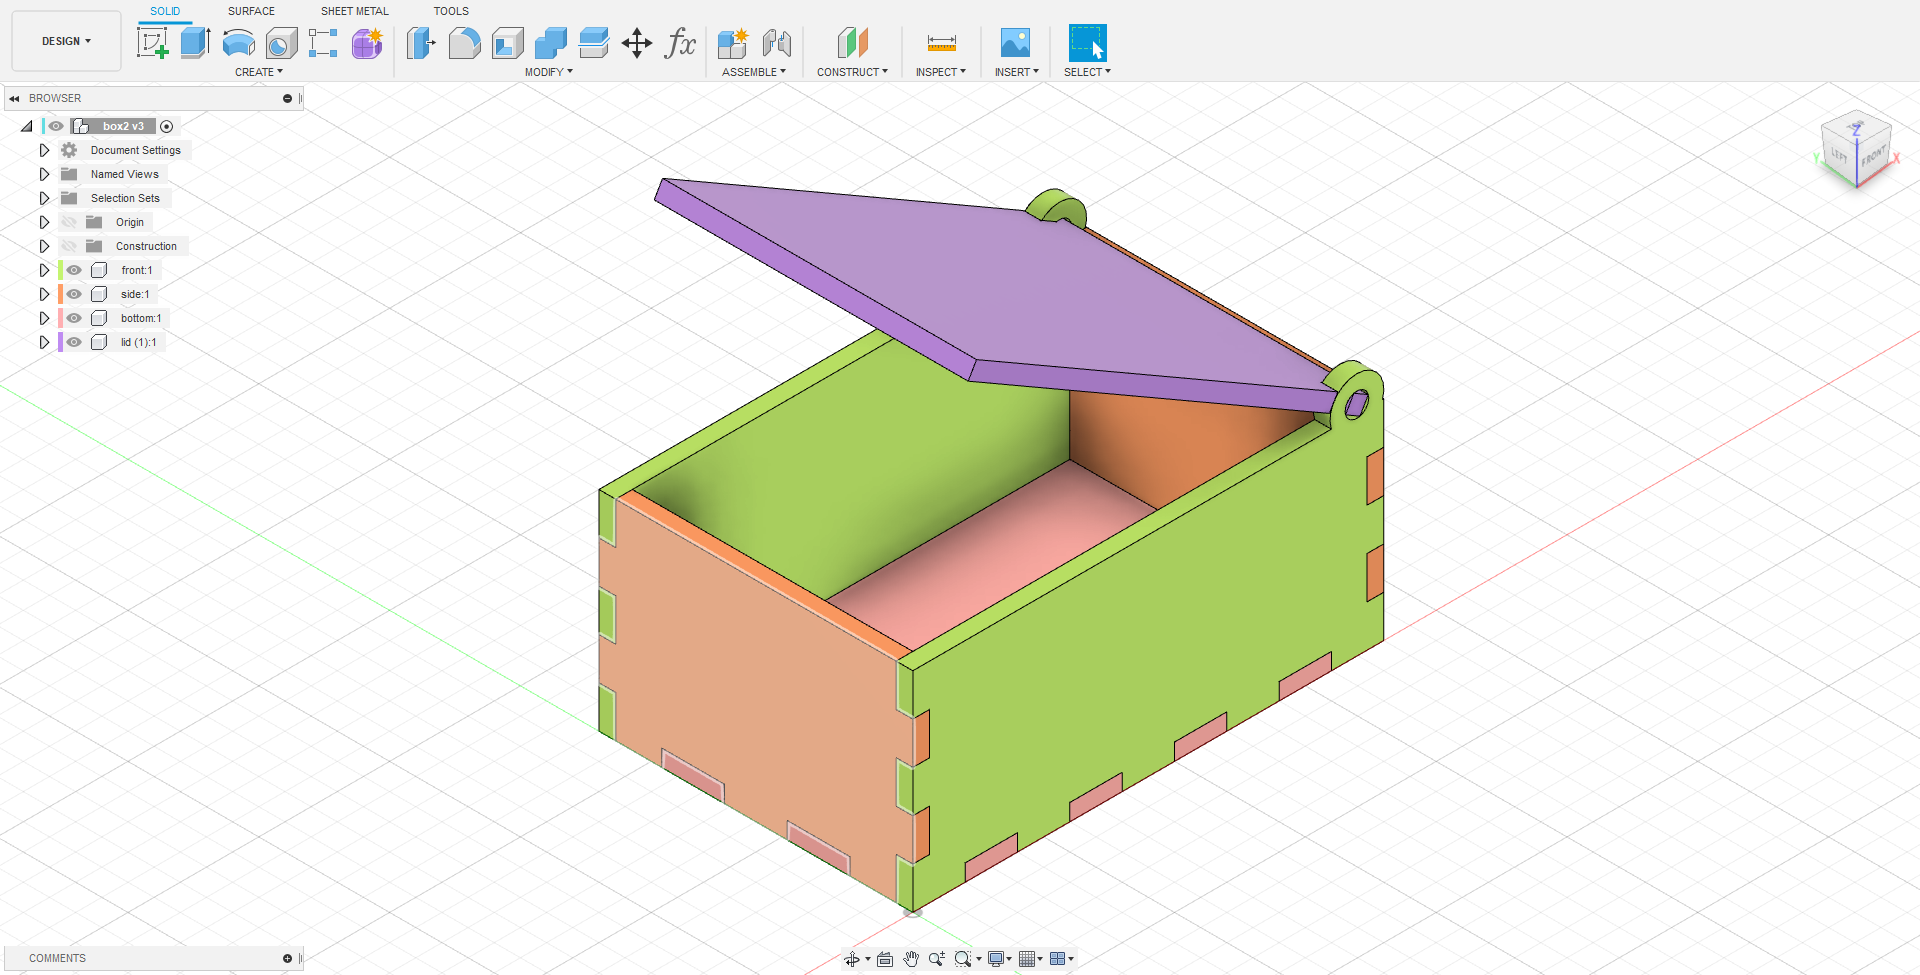 SOLID SURFACE SHEET METAL TOOLS
DESIGN
fx
CREATE MODIFY ASSEMBLE CONSTRUCT INSPECT INSERT SELECT
BROWSER
box2 v3
Document Settings
Named Views
Selection Sets
Origin
Construction
front:1
side:1
bottom:1
lid (1):1
Z
LEFT FRONT
Y X
COMMENTS